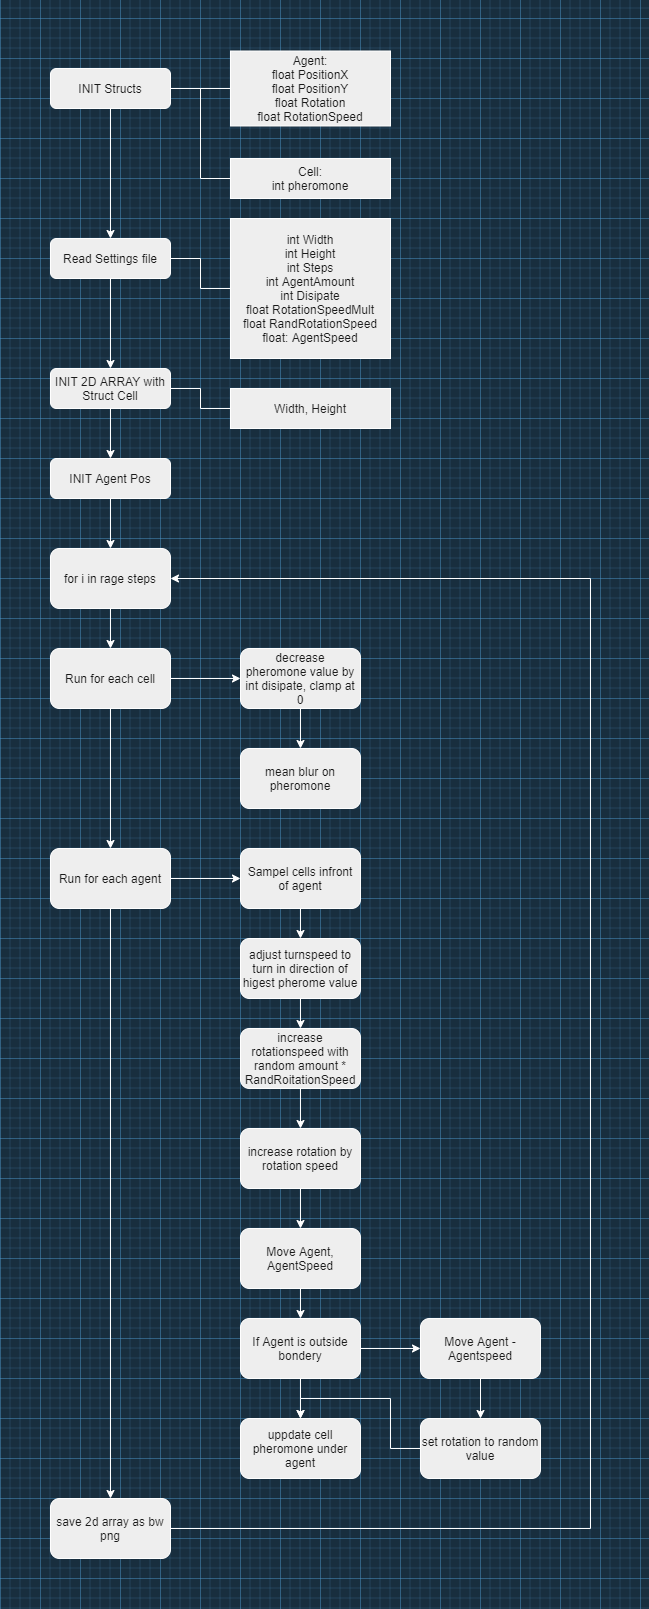 INIT Structs
Agent:
float PositionX
float PositionY
float Rotation
float RotationSpeed
Cell:
int pheromone
Read Settings file
int Width
int Height
int Steps
int AgentAmount
int Disipate
float RotationSpeedMult
float RandRotationSpeed
float: AgentSpeed
INIT 2D ARRAY with
Struct Cell
Width, Height
INIT Agent Pos
for i in rage steps
Run for each cell
decrease
pheromone value by
int disipate, clamp at
0
mean blur on
pheromone
Run for each agent
Sampel cells infront
of agent
adjust turnspeed to
turn in direction of
higest pherome value
increase
rotationspeed with
random amount *
RandRoitationSpeed
increase rotation by
rotation speed
Move Agent,
AgentSpeed
If Agent is outside
bondery
Move Agent -
Agentspeed
uppdate cell
pheromone under
agent
set rotation to random
value
save 2d array as bw
png